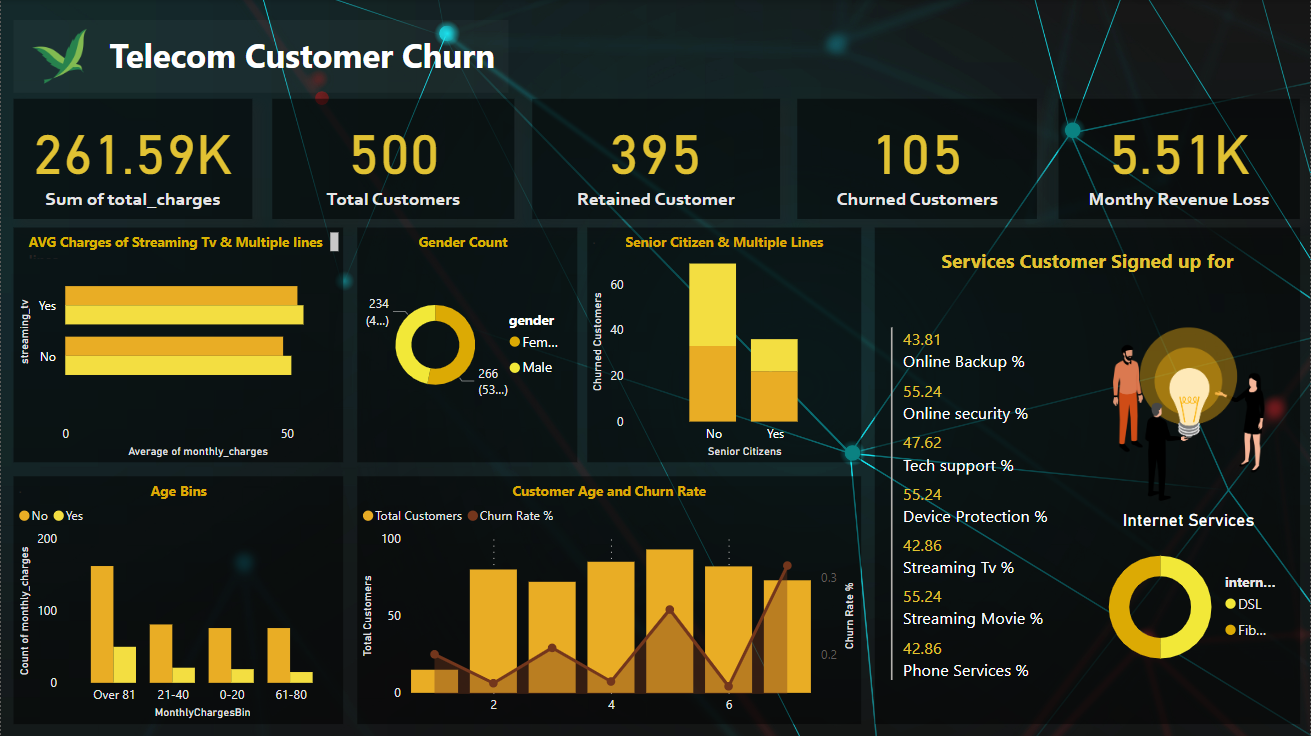 Telecom Customer Churn
261.59K
Sum of total_charges
500
Total Customers
395
Retained Customer
105
Churned Customers
5.51K
Monthy Revenue Loss
AVG Charges of Streaming Tv & Multiple lines
streaming_tv
Yes
No
0
50
Average of monthly_charges
Gender Count
234
(4...)
266
(53...)
gender
Fem...
Male
Senior Citizen & Multiple Lines
Churned Customers
60
40
20
0
No
Yes
Senior Citizens
Services Customer Signed up for
43.81
Online Backup %
55.24
Online security %
47.62
Tech support %
55.24
Device Protection %
42.86
Streaming Tv %
55.24
Streaming Movie %
42.86
Phone Services %
Internet Services
intern...
DSL
Fib...
Age Bins
No
Yes
Count of monthly_charges
200
100
0
Over 81
21-40
0-20
61-80
MonthlyChargesBin
Customer Age and Churn Rate
Total Customers
Churn Rate %
Total Customers
100
50
0
2
4
6
0.3
0.2
Churn Rate %